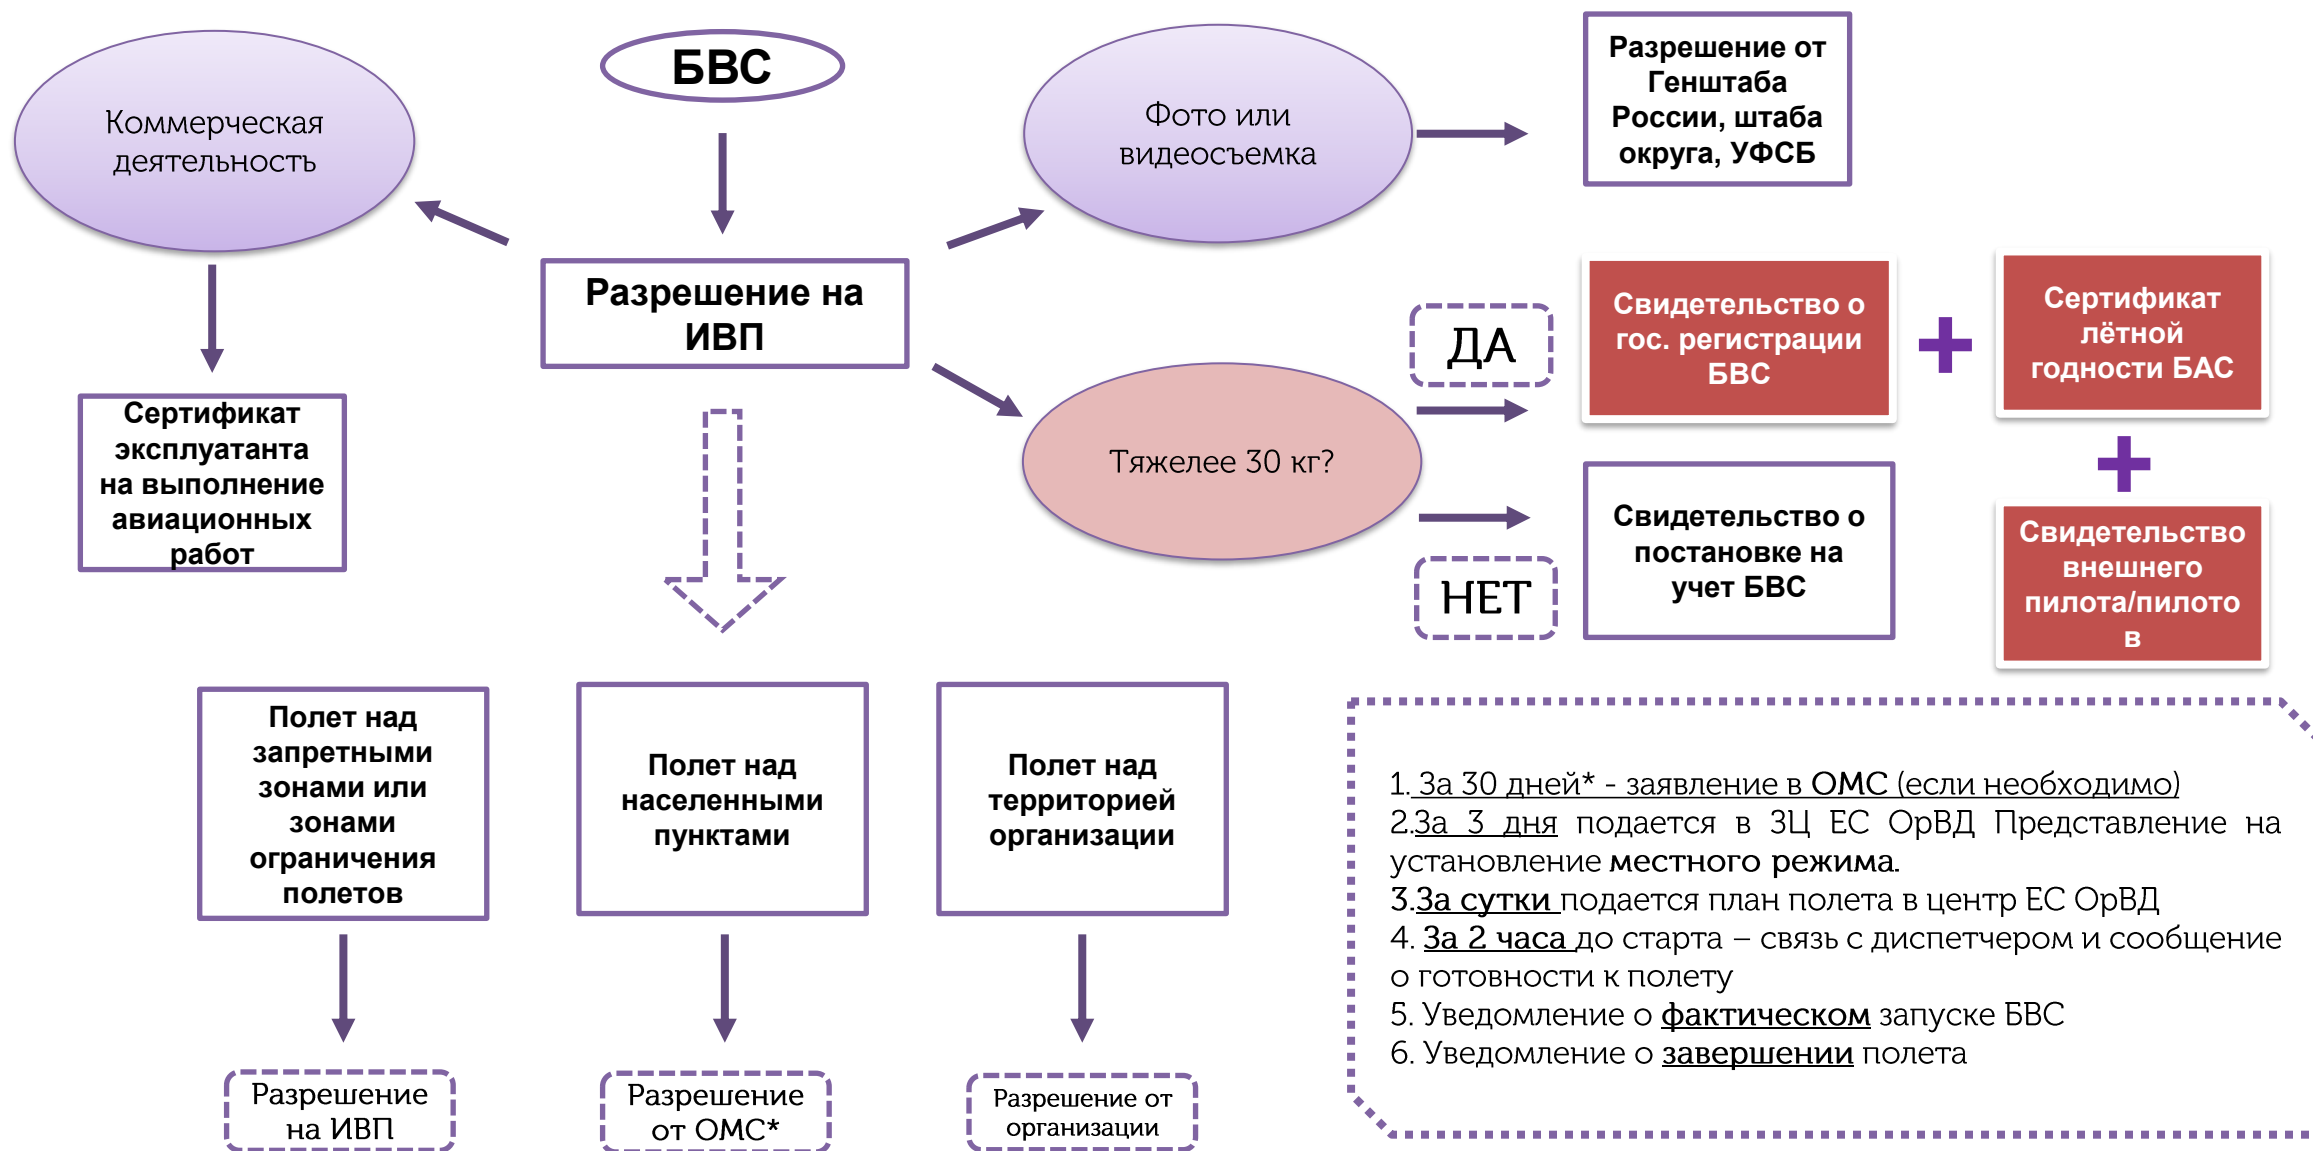 Коммерческая
деятельность
БВС
Фото или
видеосъемка
Разрешение от
Генштаба
России, штаба
округа, УФСБ
Разрешение на
ИВП
Сертификат
эксплуатанта
на выполнение
авиационных
работ
Тяжелее 30 кг?
ДА
Свидетельство о
гос. регистрации
БВС
+
Сертификат
лётной
годности БАС
+
НЕТ
Свидетельство о
постановке на
учет БВС
Свидетельство
внешнего
пилота/пилото
в
Полет над
запретными
зонами или
зонами
ограничения
полетов
Полет над
населенными
пунктами
Полет над
территорией
организации
Разрешение
на ИВП
Разрешение
от ОМС*
Разрешение от
организации
1. За 30 дней* - заявление в ОМС (если необходимо)
2.За 3 дня подается в ЗЦ ЕС ОрВД Представление на
установление местного режима.
3.За сутки подается план полета в центр ЕС ОрВД
4. За 2 часа до старта – связь с диспетчером и сообщение
о готовности к полету
5. Уведомление о фактическом запуске БВС
6. Уведомление о завершении полета